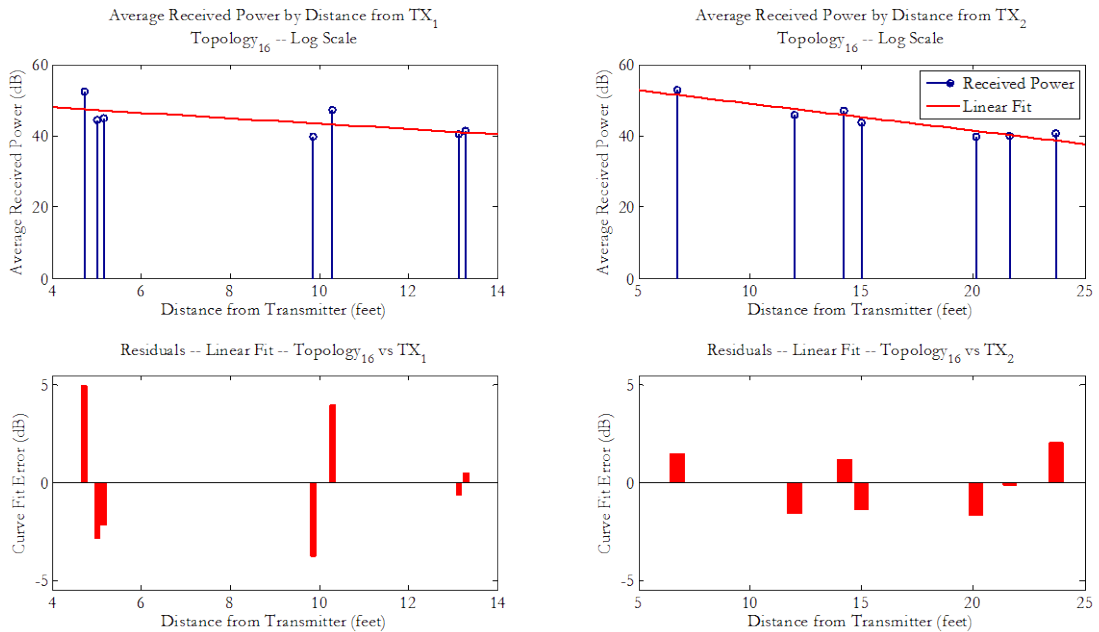 Average Received Power by Distance from TX1
Topology16 -- Log Scale
60
40
20
0
Average Received Power (dB)
4
6
8
10
12
14
Distance from Transmitter (feet)
Average Received Power by Distance from TX2
Topology16 -- Log Scale
Received Power
Linear Fit
60
40
20
0
Average Received Power (dB)
5
10
15
20
25
Distance from Transmitter (feet)
Residuals -- Linear Fit -- Topology16 vs TX1
5
0
-5
Curve Fit Error (dB)
4
6
8
10
12
14
Distance from Transmitter (feet)
Residuals -- Linear Fit -- Topology16 vs TX2
5
0
-5
Curve Fit Error (dB)
5
10
15
20
25
Distance from Transmitter (feet)